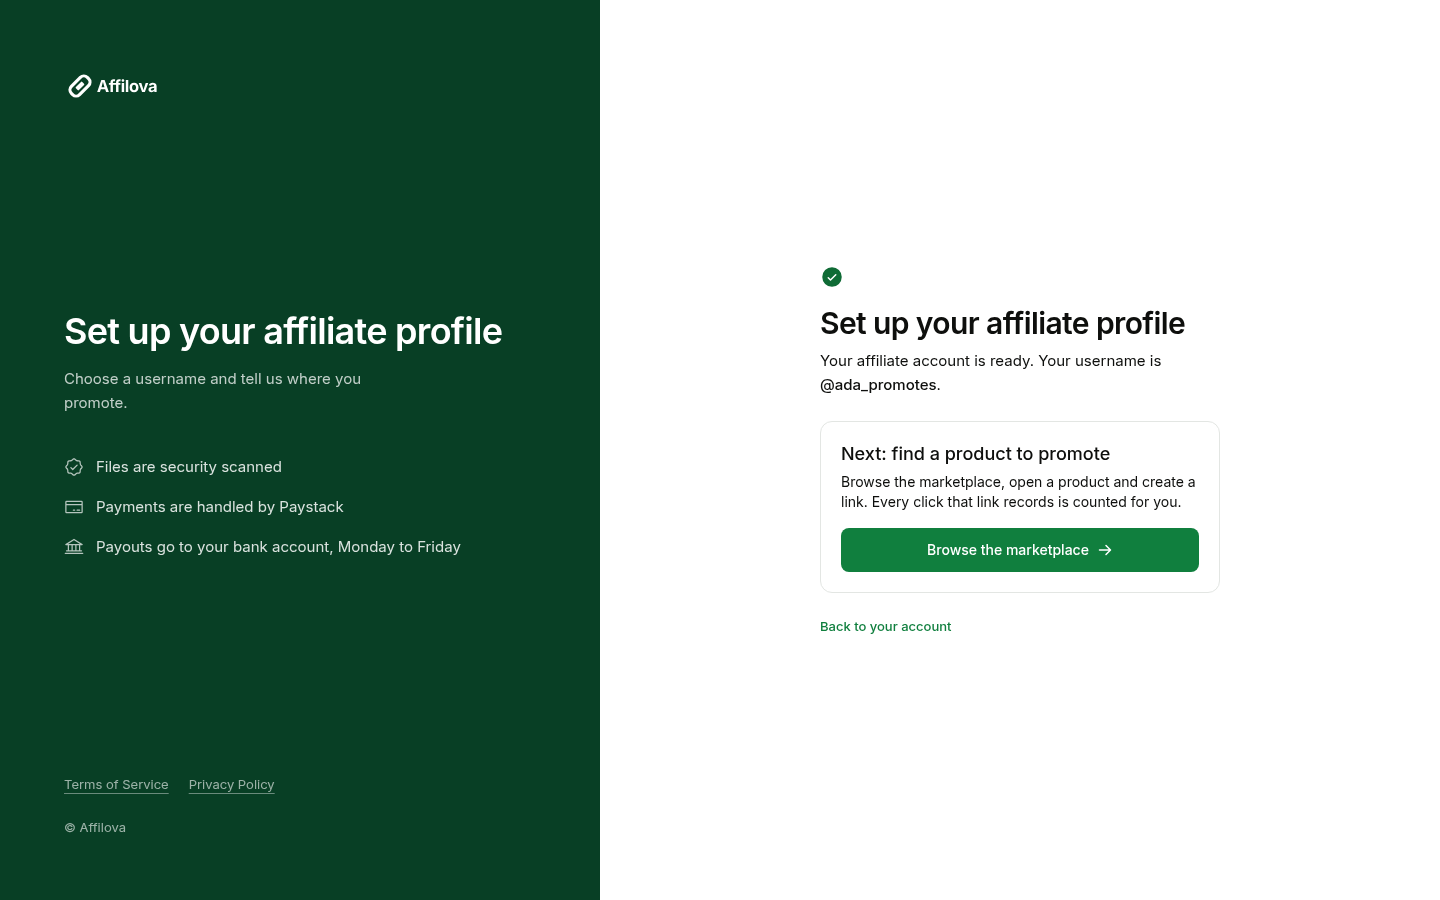 Affilova
Set up your affiliate profile
Choose a username and tell us where you
promote.
Files are security scanned
Payments are handled by Paystack
Payouts go to your bank account, Monday to Friday
Terms of Service Privacy Policy
© Affilova
Set up your affiliate profile
Your affiliate account is ready. Your username is
@ada_promotes.
Next: find a product to promote
Browse the marketplace, open a product and create a
link. Every click that link records is counted for you.
Browse the marketplace →
Back to your account